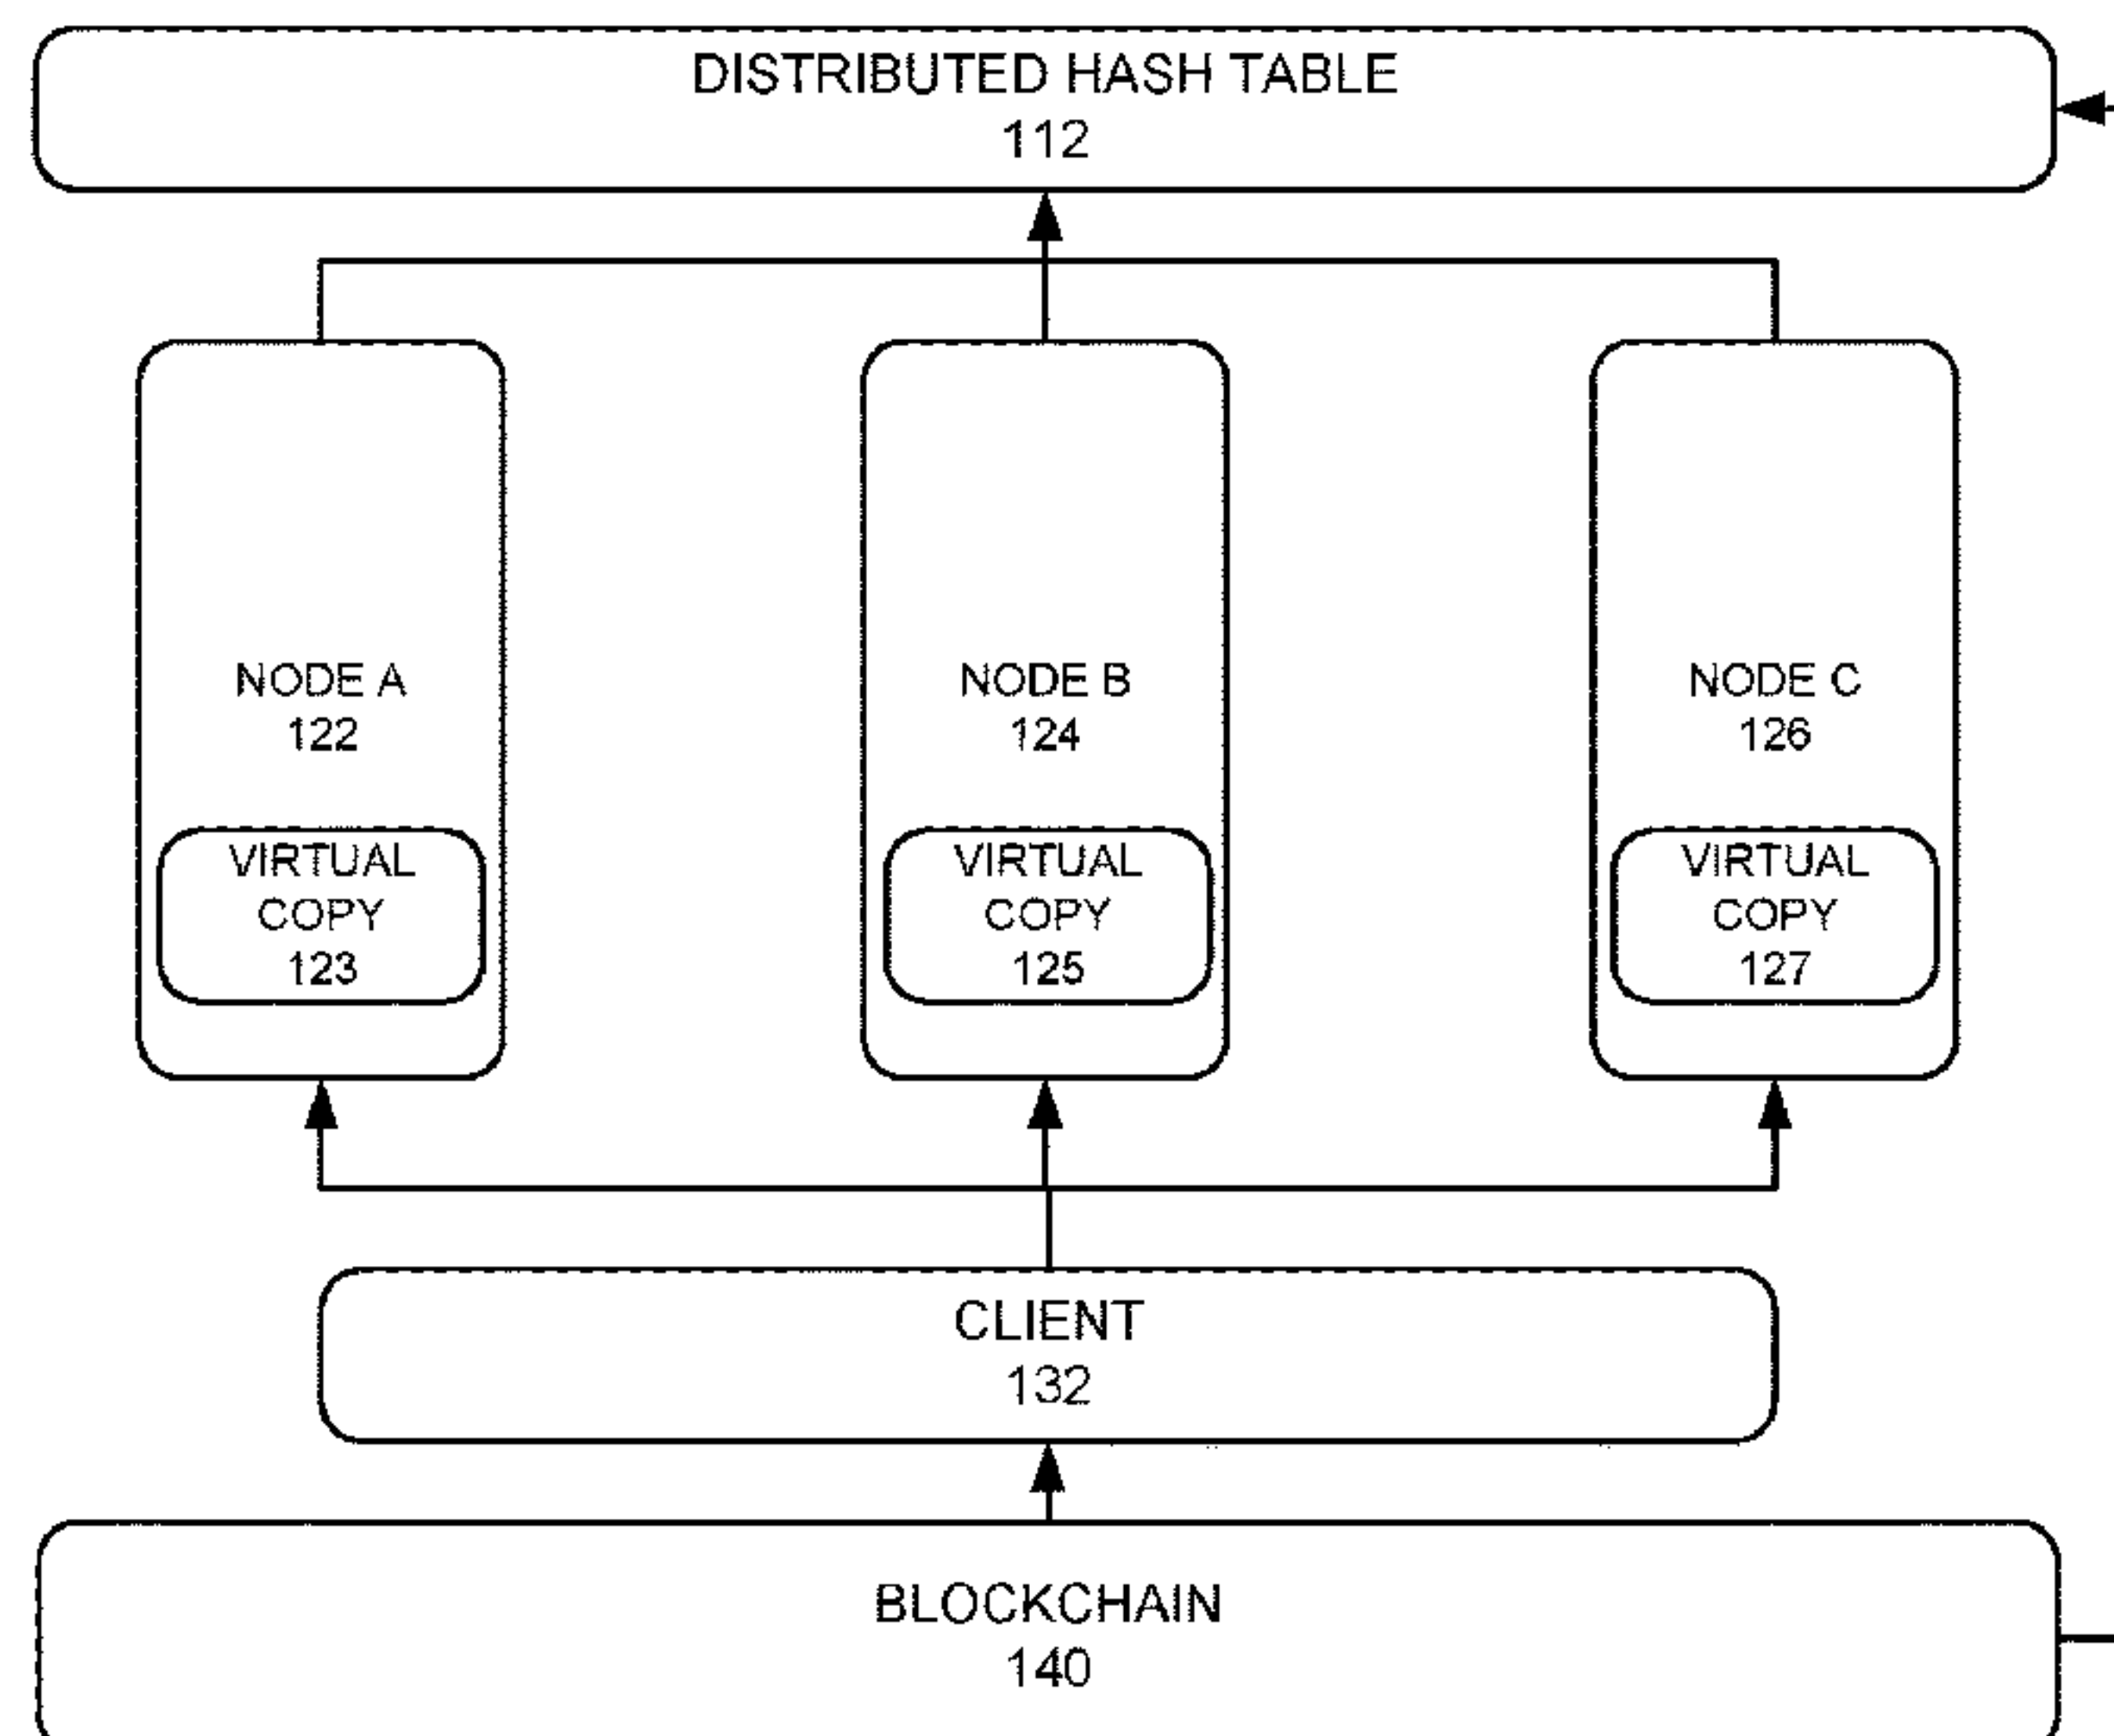 DISTRIBUTED HASH TABLE
112
NODE A
122
NODE B
124
NODE C
126
VIRTUAL
COPY
123
VIRTUAL
COPY
125
VIRTUAL
COPY
127
CLIENT
132
BLOCKCHAIN
140